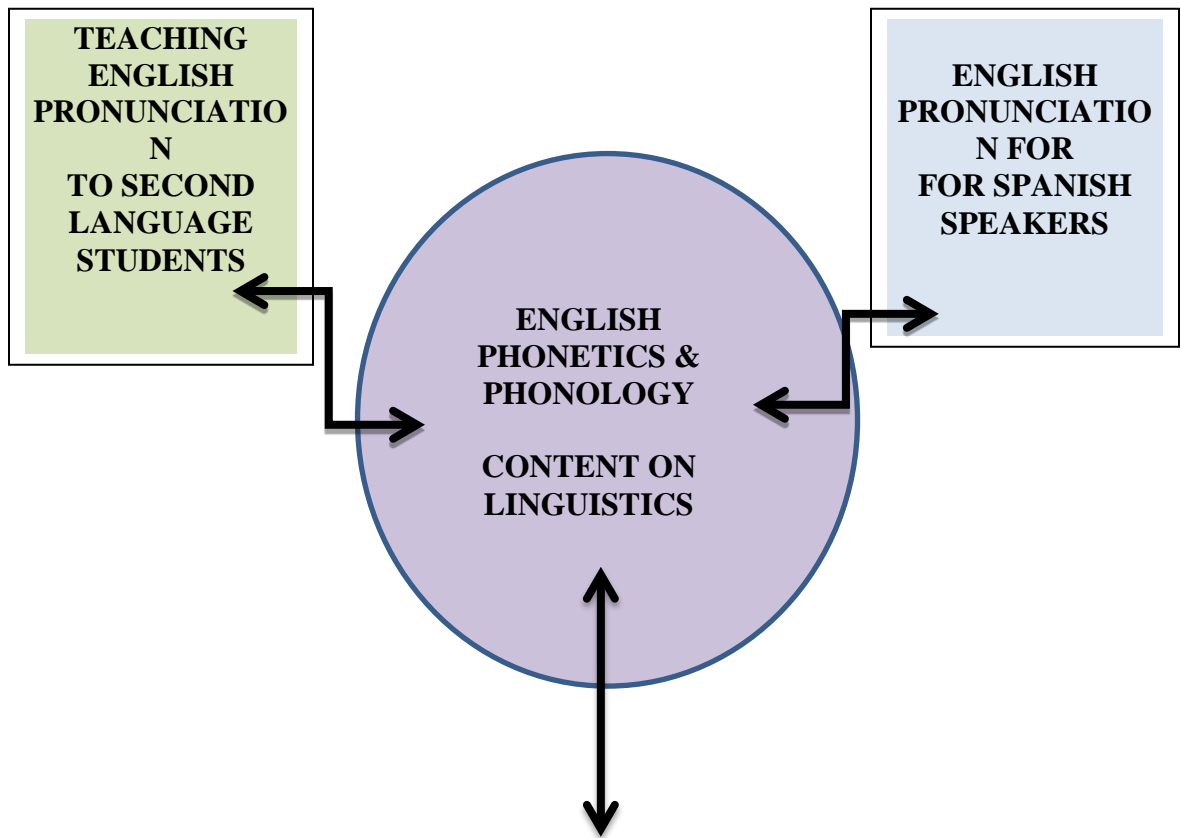 TEACHING
ENGLISH
PRONUNCIATIO
N
TO SECOND
LANGUAGE
STUDENTS
ENGLISH
PRONUNCIATIO
N FOR
FOR SPANISH
SPEAKERS
ENGLISH
PHONETICS &
PHONOLOGY
CONTENT ON
LINGUISTICS